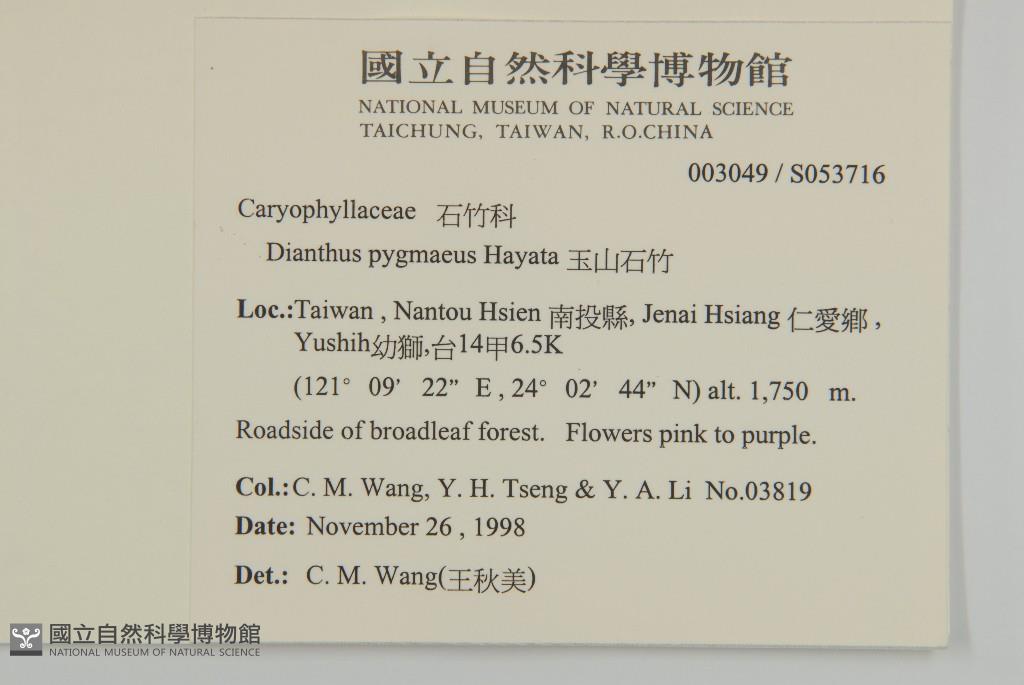 國立自然科學博物館
NATIONAL MUSEUM OF NATURAL SCIENCE
TAICHUNG, TAIWAN, R.O.CHINA
003049 / S053716
Caryophyllaceae 石竹科
Dianthus pygmaeus Hayata 玉山石竹
Loc.:Taiwan , Nantou Hsien 南投縣, Jenai Hsiang 仁愛鄉 ,
Yushih幼獅,台14甲6.5K
(121° 09’ 22” E , 24° 02’ 44” N) alt. 1,750 m.
Roadside of broadleaf forest. Flowers pink to purple.
Col.:C. M. Wang, Y. H. Tseng & Y. A. Li No.03819
Date: November 26 , 1998
Det.: C. M. Wang(王秋美)
國立自然科學博物館
NATIONAL MUSEUM OF NATURAL SCIENCE